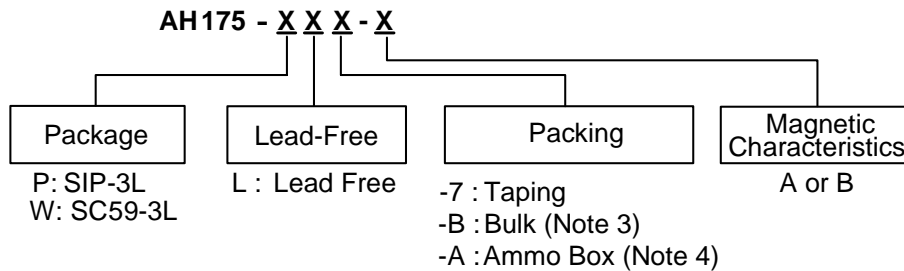 AH175 - X X X - X
Package
Lead-Free
Packing
Magnetic
Characteristics
P: SIP-3L
W: SC59-3L
L : Lead Free
-7 : Taping
-B : Bulk (Note 3)
-A : Ammo Box (Note 4)
A or B